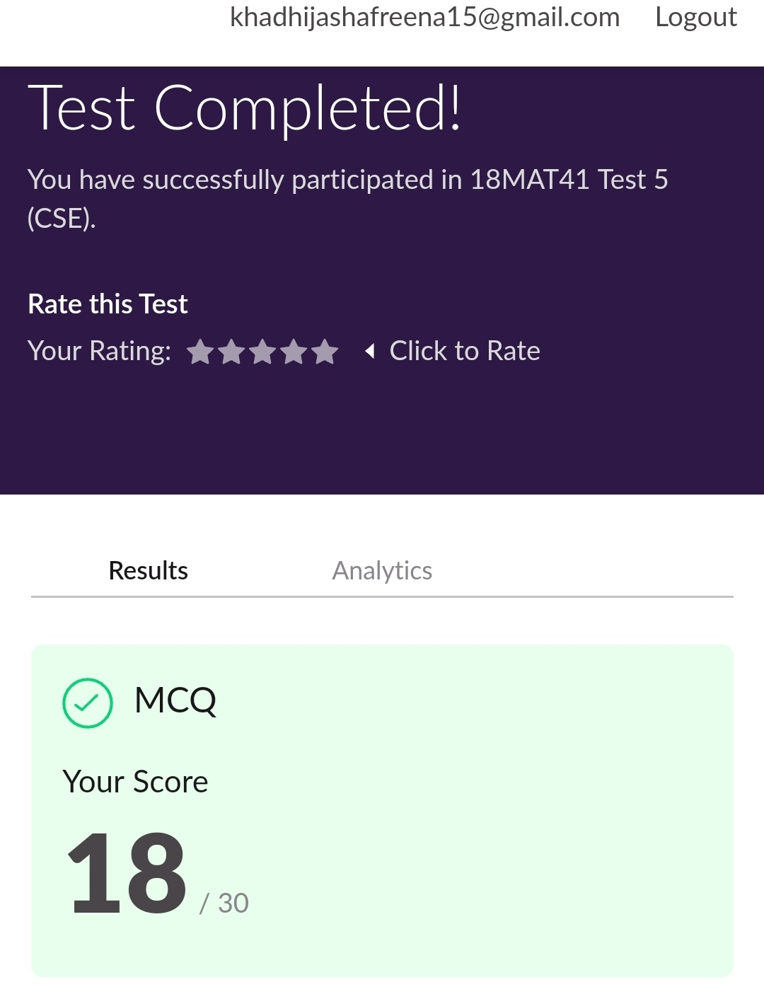 khadhijashafreena15@gmail.com Logout
Test Completed!
You have successfully participated in 18MAT41 Test 5
(CSE).
Rate this Test
Your Rating: Click to Rate
Results Analytics
MCQ
Your Score
18 / 30